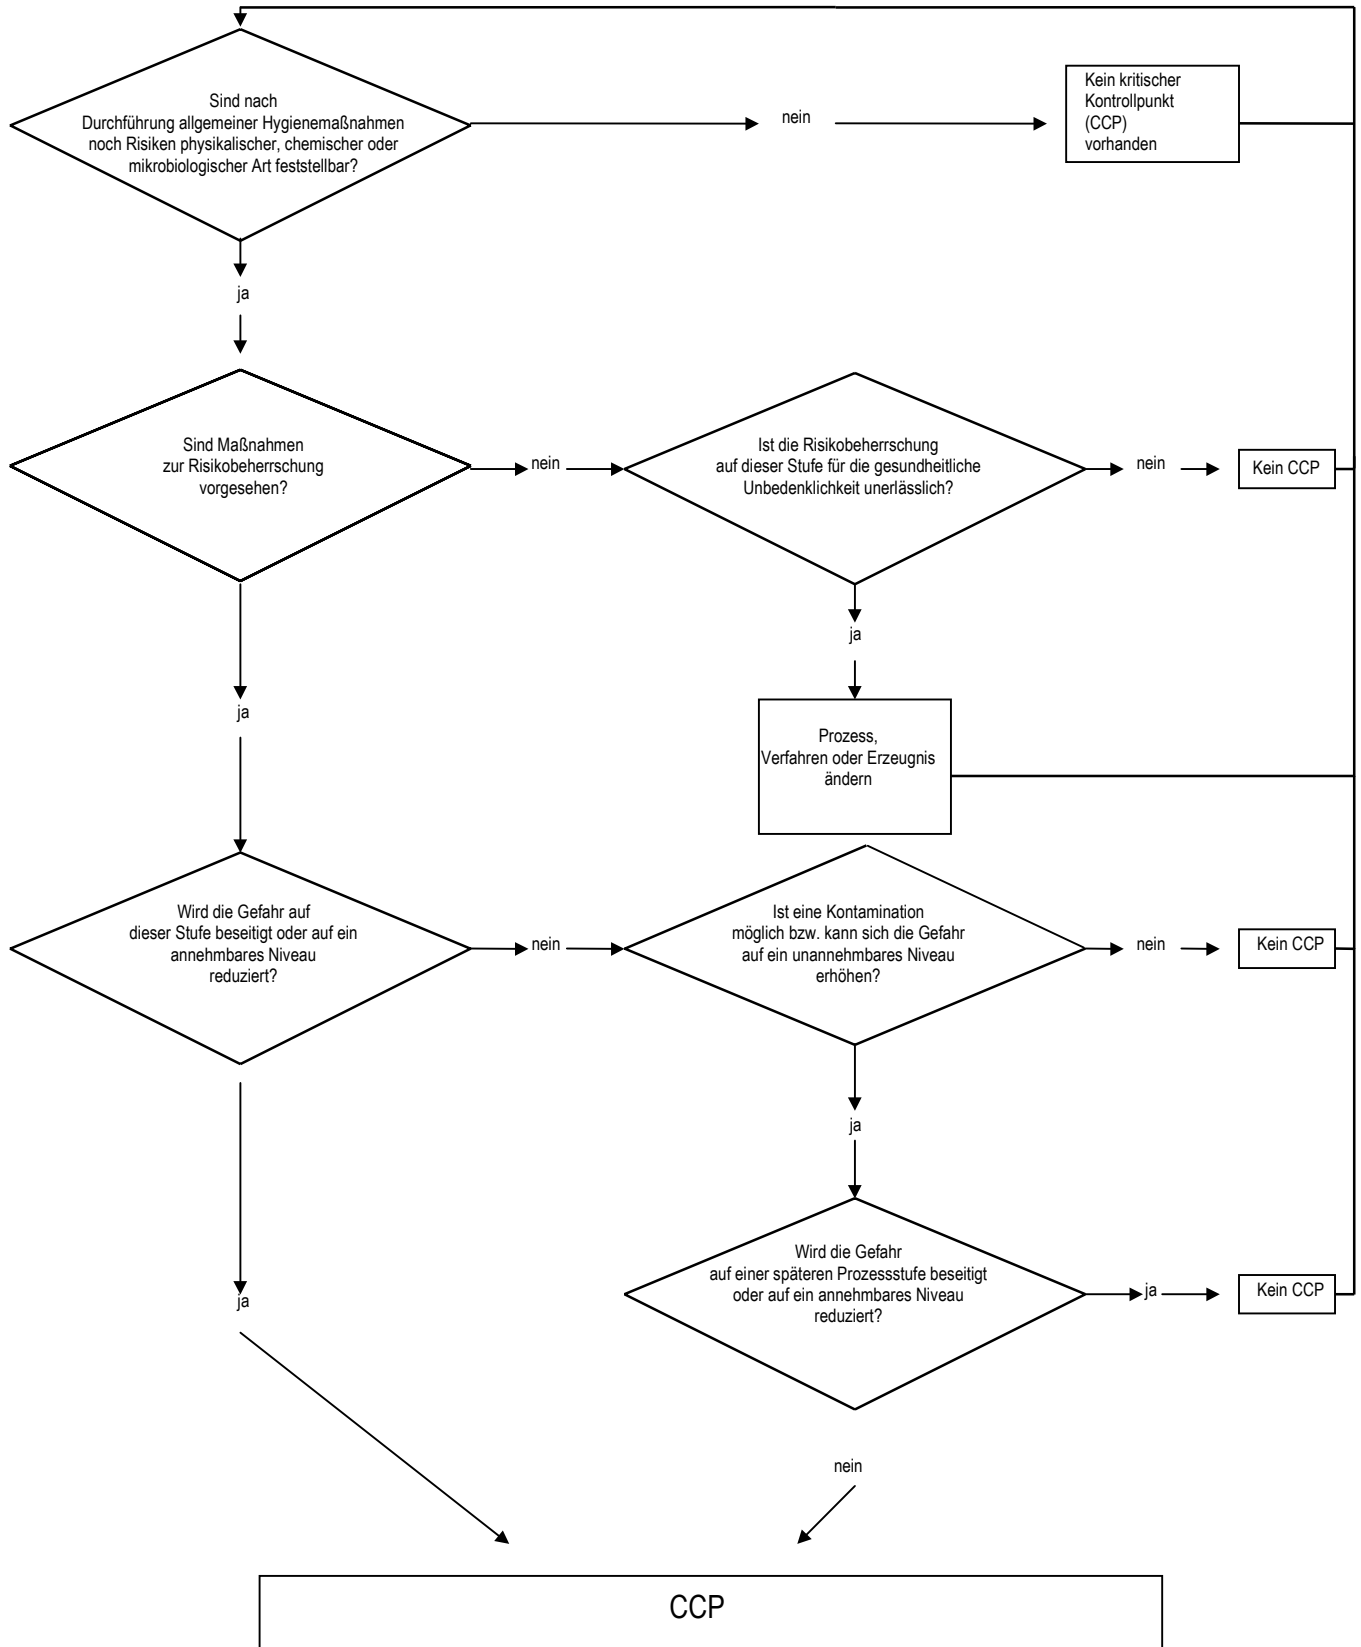 Sind nach
Durchführung allgemeiner Hygienemaßnahmen
noch Risiken physikalischer, chemischer oder
mikrobiologischer Art feststellbar?
nein
Kein kritischer
Kontrollpunkt
(CCP)
vorhanden
ja
Sind Maßnahmen
zur Risikobeherrschung
vorgesehen?
nein
Ist die Risikobeherrschung
auf dieser Stufe für die gesundheitliche
Unbedenklichkeit unerlässlich?
nein
Kein CCP
ja
ja
Prozess,
Verfahren oder Erzeugnis
ändern
Wird die Gefahr auf
dieser Stufe beseitigt oder auf ein
annehmbares Niveau
reduziert?
nein
Ist eine Kontamination
möglich bzw. kann sich die Gefahr
auf ein unannehmbares Niveau
erhöhen?
nein
Kein CCP
ja
Wird die Gefahr
auf einer späteren Prozessstufe beseitigt
oder auf ein annehmbares Niveau
reduziert?
ja
Kein CCP
ja
nein
CCP